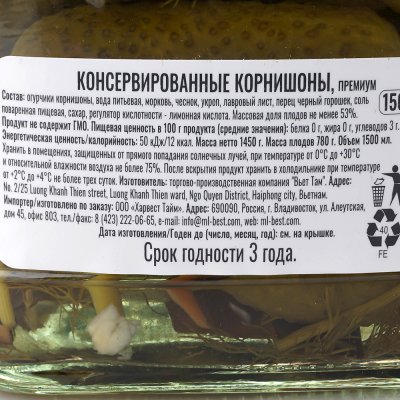 КОНСЕРВИРОВАННЫЕ КОРНИШОНЫ, ПРЕМИУМ
Состав: огурчики корнишоны, вода питьевая, морковь, чеснок, укроп, лавровый лист, перец черный горошек, соль
поваренная пищевая, сахар, регулятор кислотности - лимонная кислота. Массовая доля плодов не менее 53%.
Продукт не содержит ГМО. Пищевая ценность в 100 г продукта (средние значения): белка 0 г, жира 0 г, углеводов 3 г.
Энергетическая ценность/калорийность: 50 кДж/12 ккал. Масса нетто 1450 г. Масса плодов 780 г. Объем 1500 мл.
Хранить в помещениях, защищенных от прямого попадания солнечных лучей, при температуре от 0°С до +30°С
и относительной влажности воздуха не более 75%. После вскрытия продукт хранить в холодильнике при температуре
от +2°С до +4°С не более трех суток. Изготовитель: торгово-производственная компания "Вьет Там". Адрес:
No. 2/25 Luong Khanh Thien street, Luong Khanh Thien ward, Ngo Quyen District, Haiphong city, Вьетнам.
Импортер/изготовлено по заказу: ООО «Харвест Тайм». Адрес: 690090, Россия, г. Владивосток, ул. Алеутская,
дом 45, офис 803, тел./факс: 8 (423) 222-06-65, e-mail: info@ml-best.com, web: ml-best.com.
Дата изготовления/Годен до (число, месяц, год): см. на крышке.
Срок годности 3 года.
150
40
FE